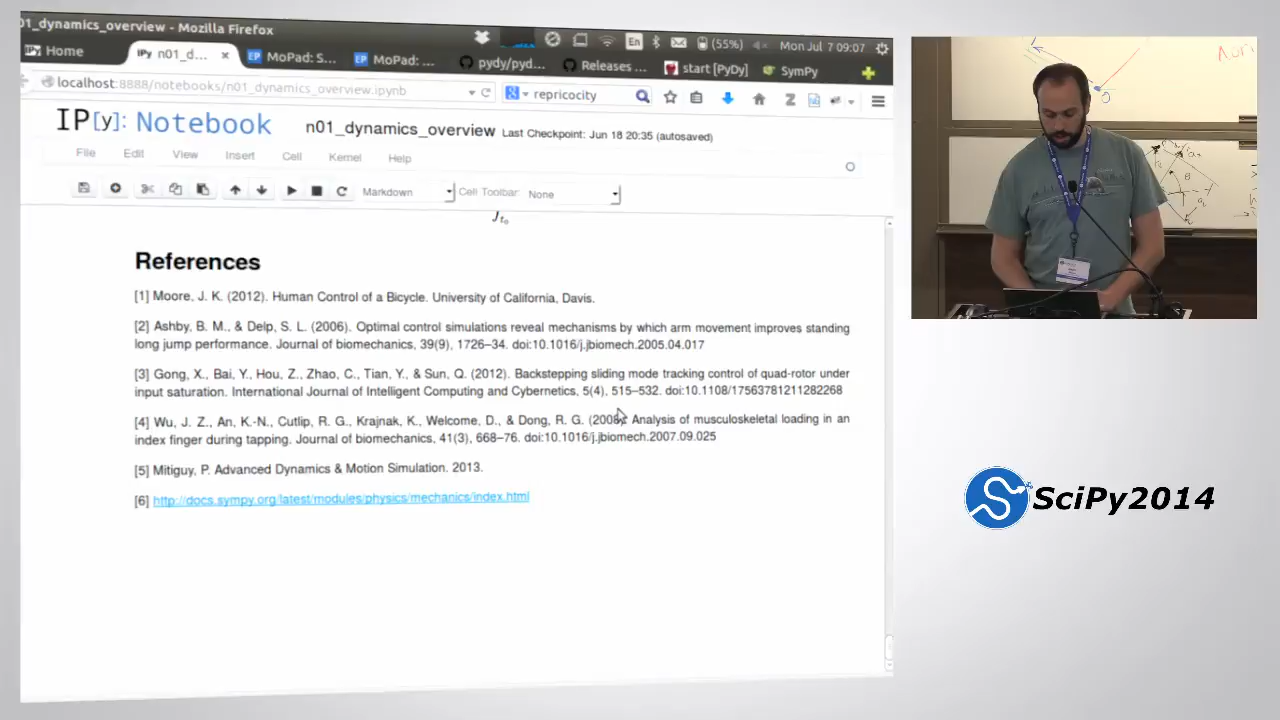 01_dynamics_overview - Mozilla Firefox
En (55%) Mon Jul 7 09:07
IPy Home IPy n01_d... × EP MoPad: S... EP MoPad: ... pydy/pyd... Releases ... start [PyDy] SymPy
localhost:8888/notebooks/n01_dynamics_overview.ipynb
repricocity
IP[y]: Notebook n01_dynamics_overview Last Checkpoint: Jun 18 20:35 (autosaved)
File Edit View Insert Cell Kernel Help
Markdown Cell Toolbar: None
References
[1] Moore, J. K. (2012). Human Control of a Bicycle. University of California, Davis.
[2] Ashby, B. M., & Delp, S. L. (2006). Optimal control simulations reveal mechanisms by which arm movement improves standing
long jump performance. Journal of biomechanics, 39(9), 1726–34. doi:10.1016/j.jbiomech.2005.04.017
[3] Gong, X., Bai, Y., Hou, Z., Zhao, C., Tian, Y., & Sun, Q. (2012). Backstepping sliding mode tracking control of quad-rotor under
input saturation. International Journal of Intelligent Computing and Cybernetics, 5(4), 515–532. doi:10.1108/17563781211282268
[4] Wu, J. Z., An, K.-N., Cutlip, R. G., Krajnak, K., Welcome, D., & Dong, R. G. (2008). Analysis of musculoskeletal loading in an
index finger during tapping. Journal of biomechanics, 41(3), 668–76. doi:10.1016/j.jbiomech.2007.09.025
[5] Mitiguy, P. Advanced Dynamics & Motion Simulation. 2013.
[6] http://docs.sympy.org/latest/modules/physics/mechanics/index.html
SciPy2014